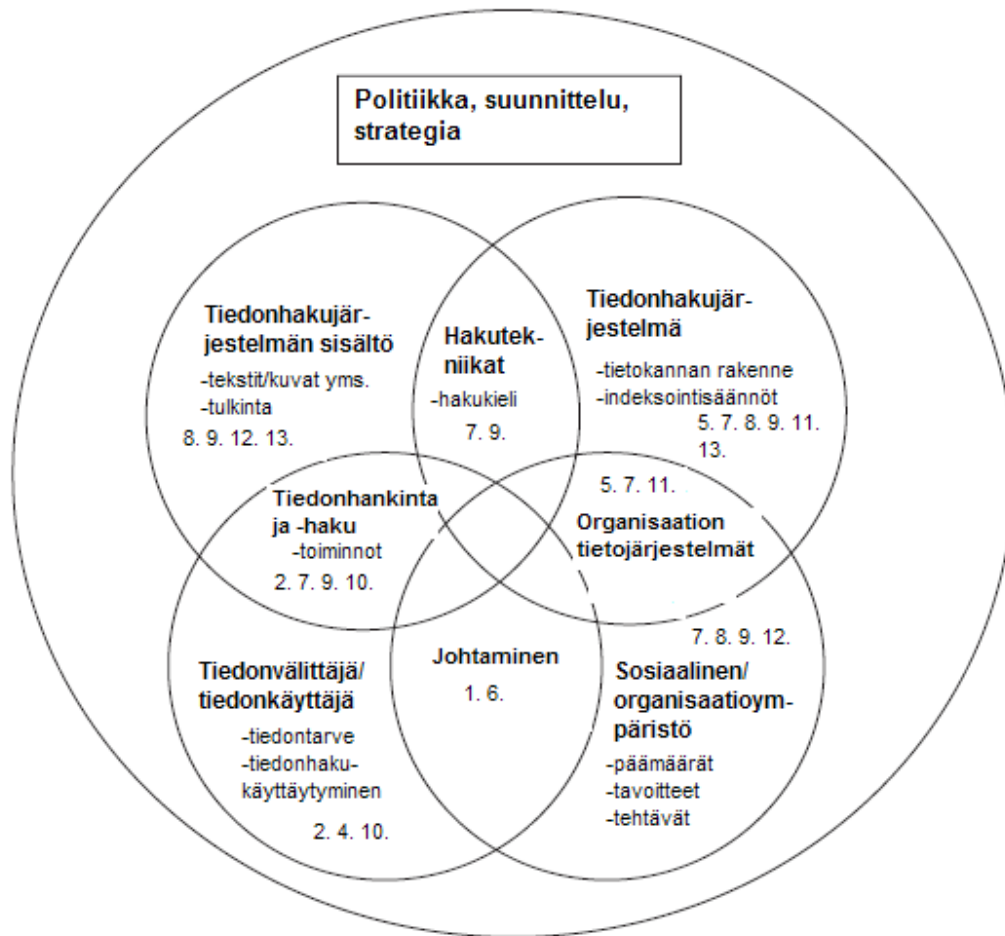 Politiikka, suunnittelu,
strategia
Tiedonhakujär-
jestelmän sisältö
-tekstit/kuvat yms.
-tulkinta
8. 9. 12. 13.
Hakutek-
niikat
-hakukieli
7. 9.
Tiedonhakujär-
jestelmä
-tietokannan rakenne
-indeksointisäännöt
5. 7. 8. 9. 11.
13.
Tiedonhankinta
ja -haku
-toiminnot
2. 7. 9. 10.
5. 7. 11.
Organisaation
tietojärjestelmät
Tiedonvälittäjä/
tiedonkäyttäjä
-tiedontarve
-tiedonhaku-
käyttäytyminen
2. 4. 10.
Johtaminen
1. 6.
7. 8. 9. 12.
Sosiaalinen/
organisaatioym-
päristö
-päämäärät
-tavoitteet
-tehtävät